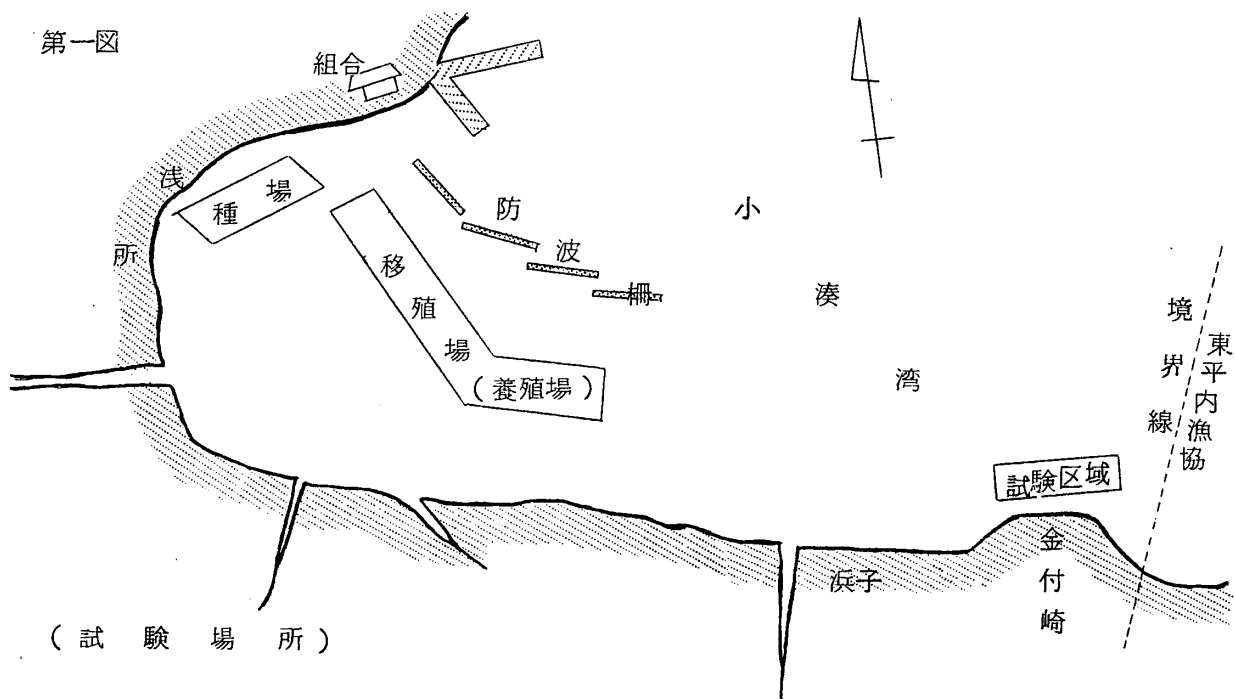 第一図
組合
浅所
種場
移殖場
(養殖場)
防波柵
小湊湾
境界線
東平内漁協
試験区域
金付崎
浜子
(試験場所)